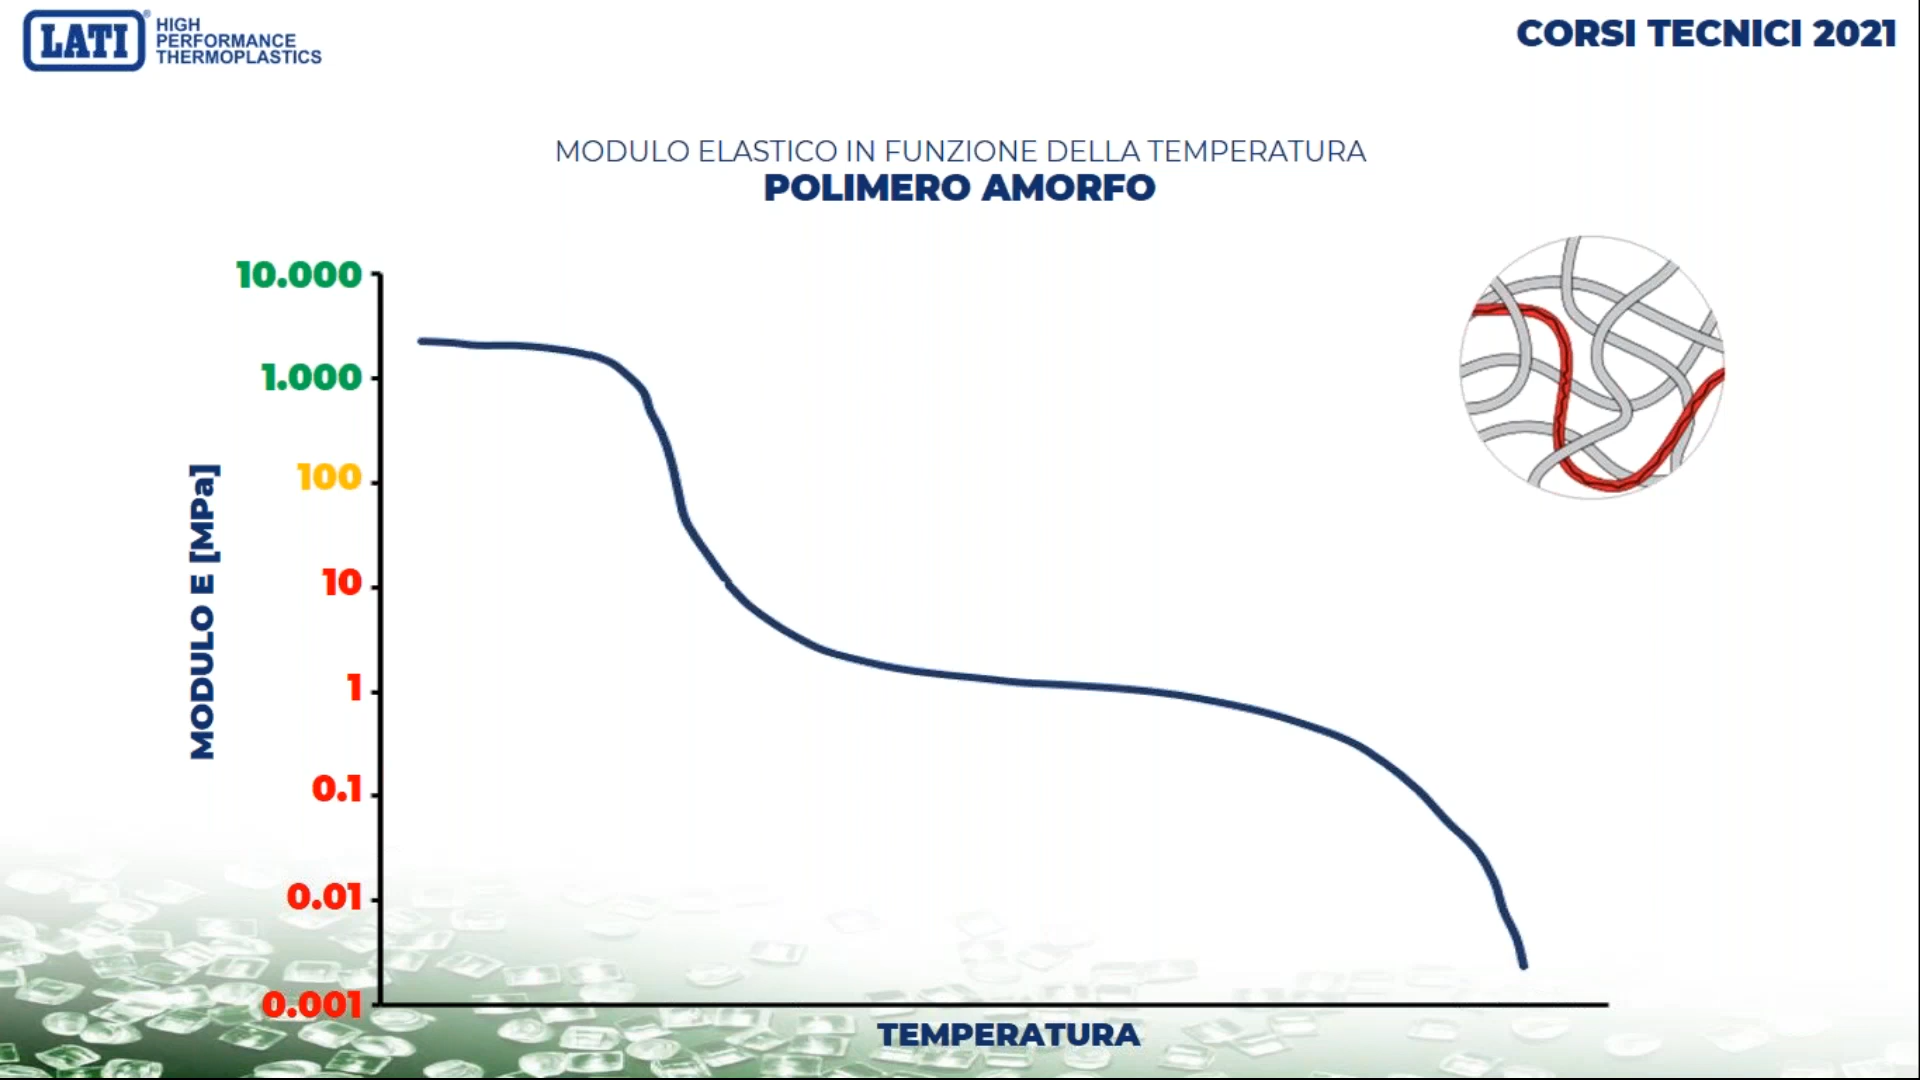 LATI®
HIGH
PERFORMANCE
THERMOPLASTICS
CORSI TECNICI 2021
MODULO ELASTICO IN FUNZIONE DELLA TEMPERATURA
POLIMERO AMORFO
10.000
1.000
100
10
1
0.1
0.01
0.001
MODULO E [MPa]
TEMPERATURA